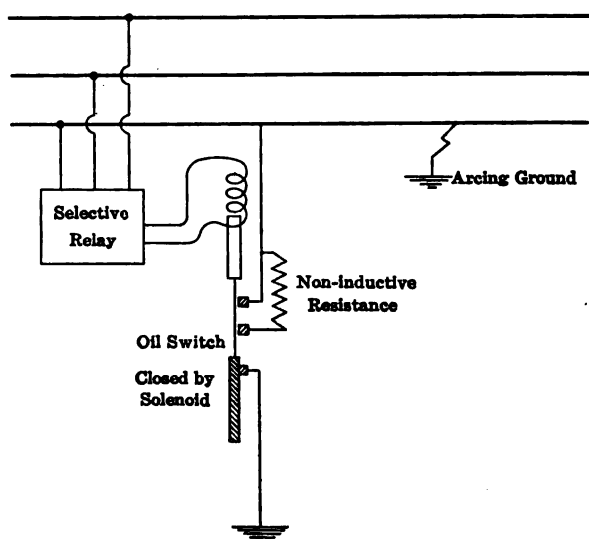 Arcing Ground
Selective
Relay
Non-inductive
Resistance
Oil Switch
Closed by
Solenoid